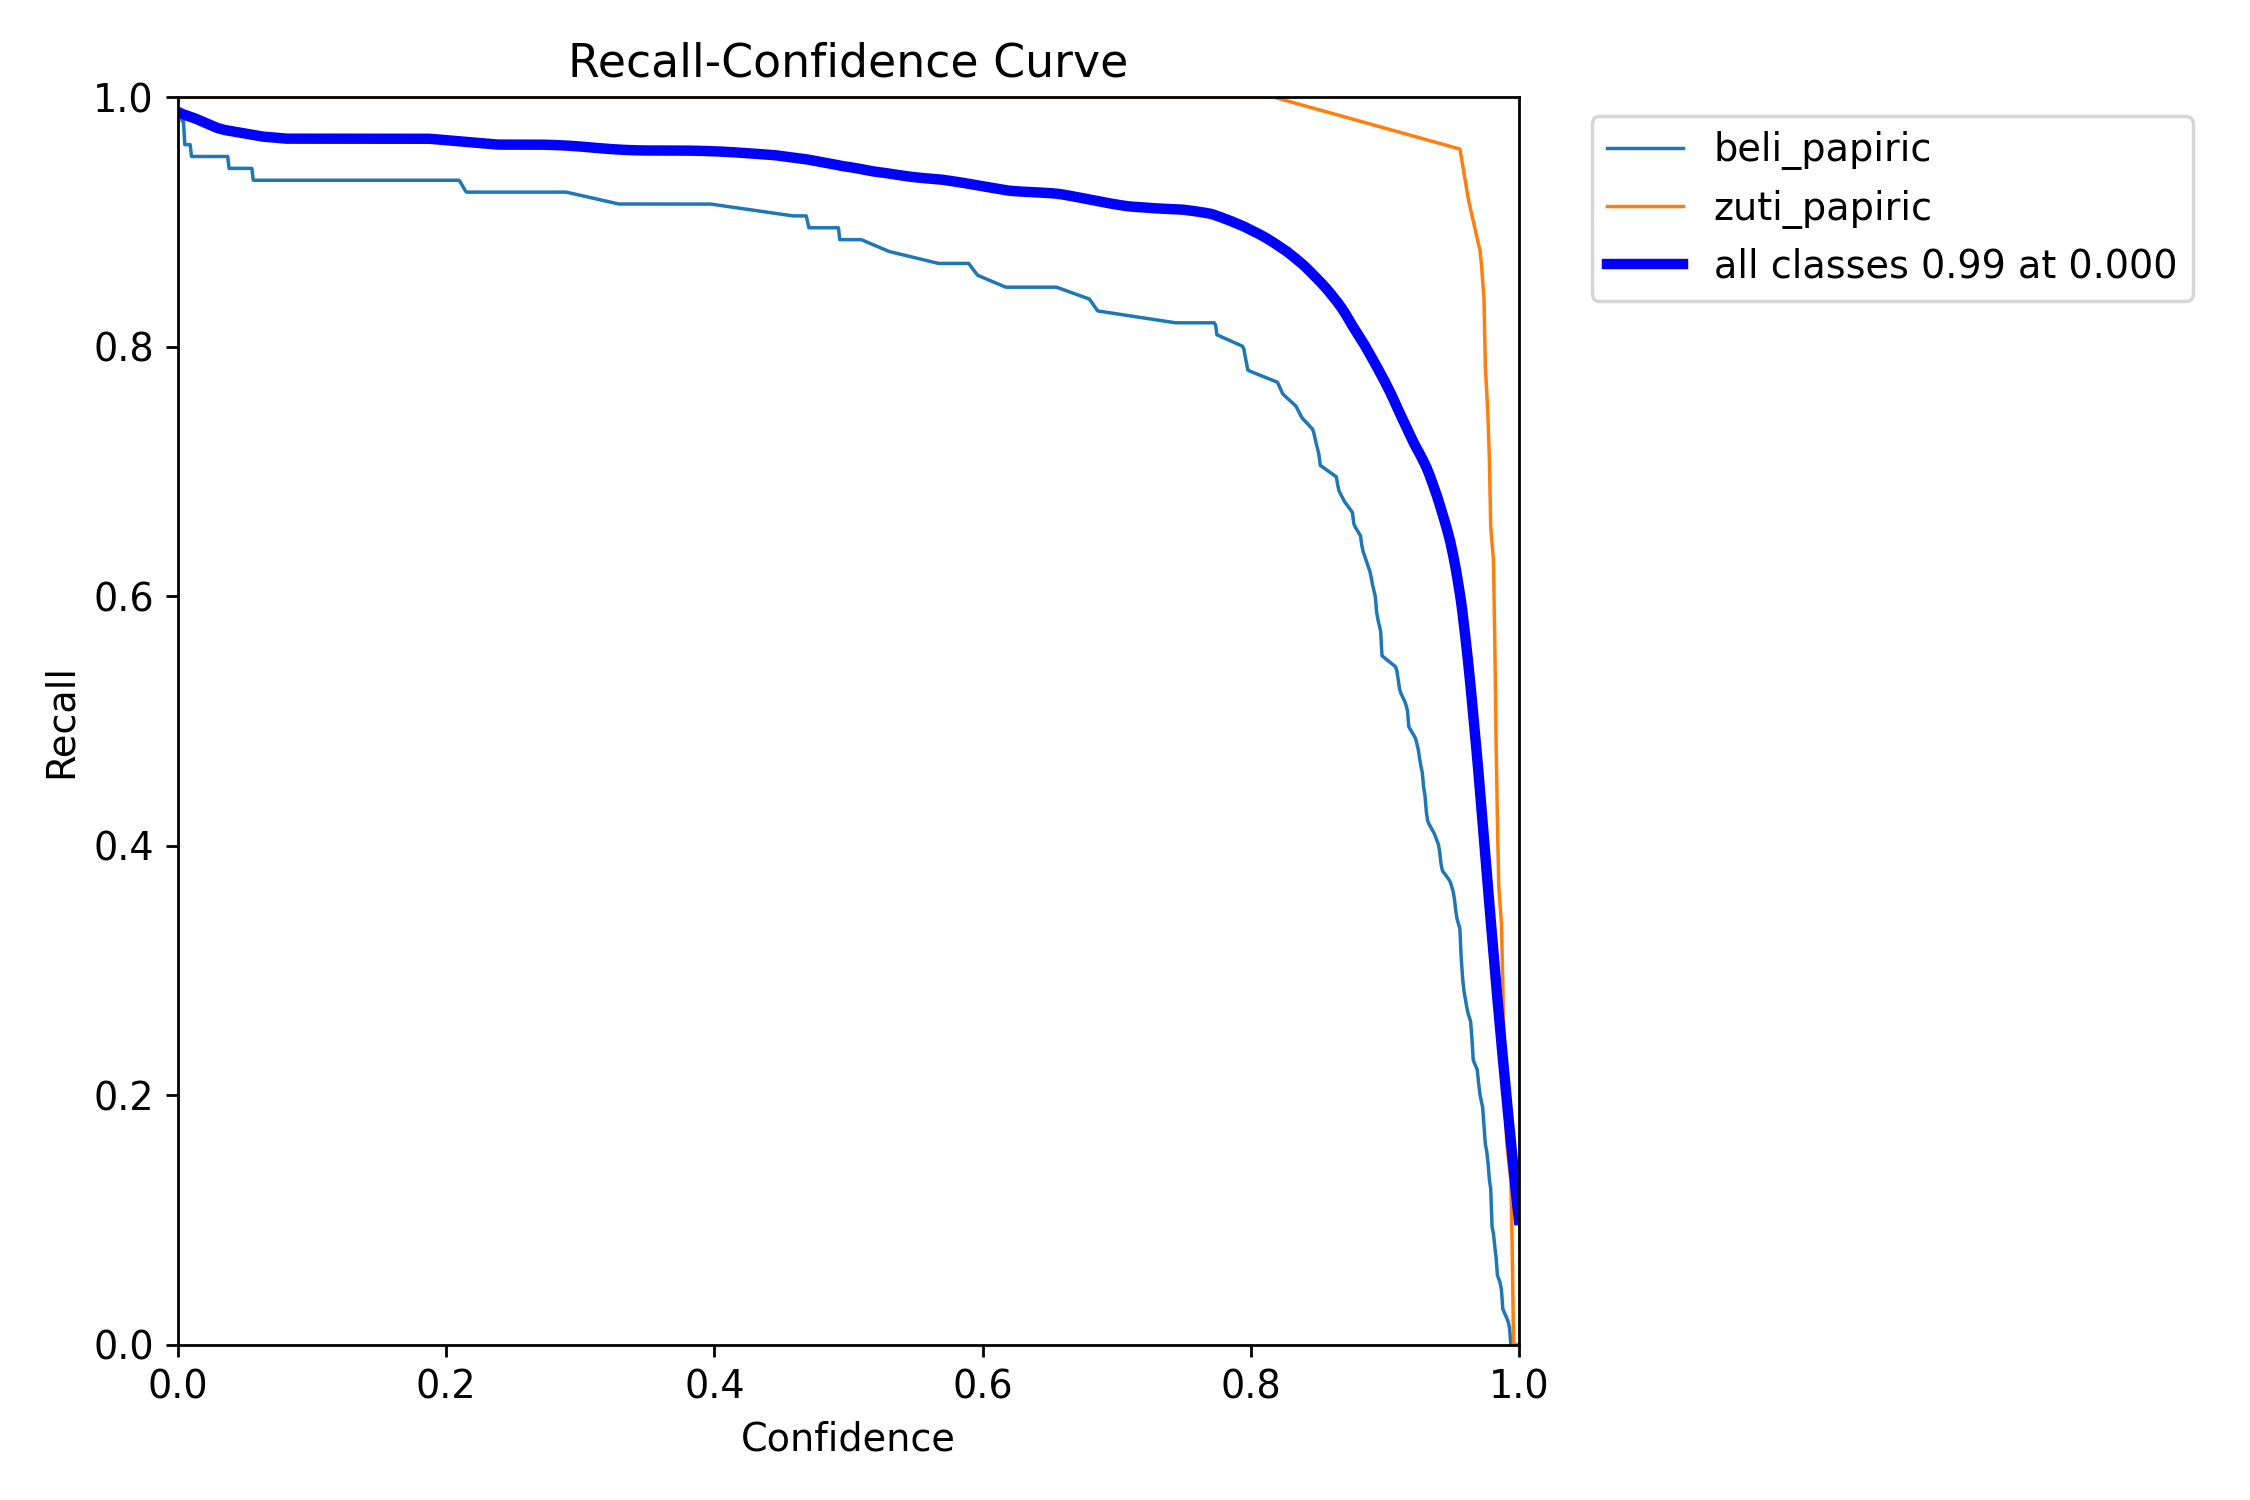 Recall-Confidence Curve
1.0
0.8
0.6
0.4
0.2
0.0
Recall
0.0 0.2 0.4 0.6 0.8 1.0
Confidence
beli_papiric
zuti_papiric
all classes 0.99 at 0.000